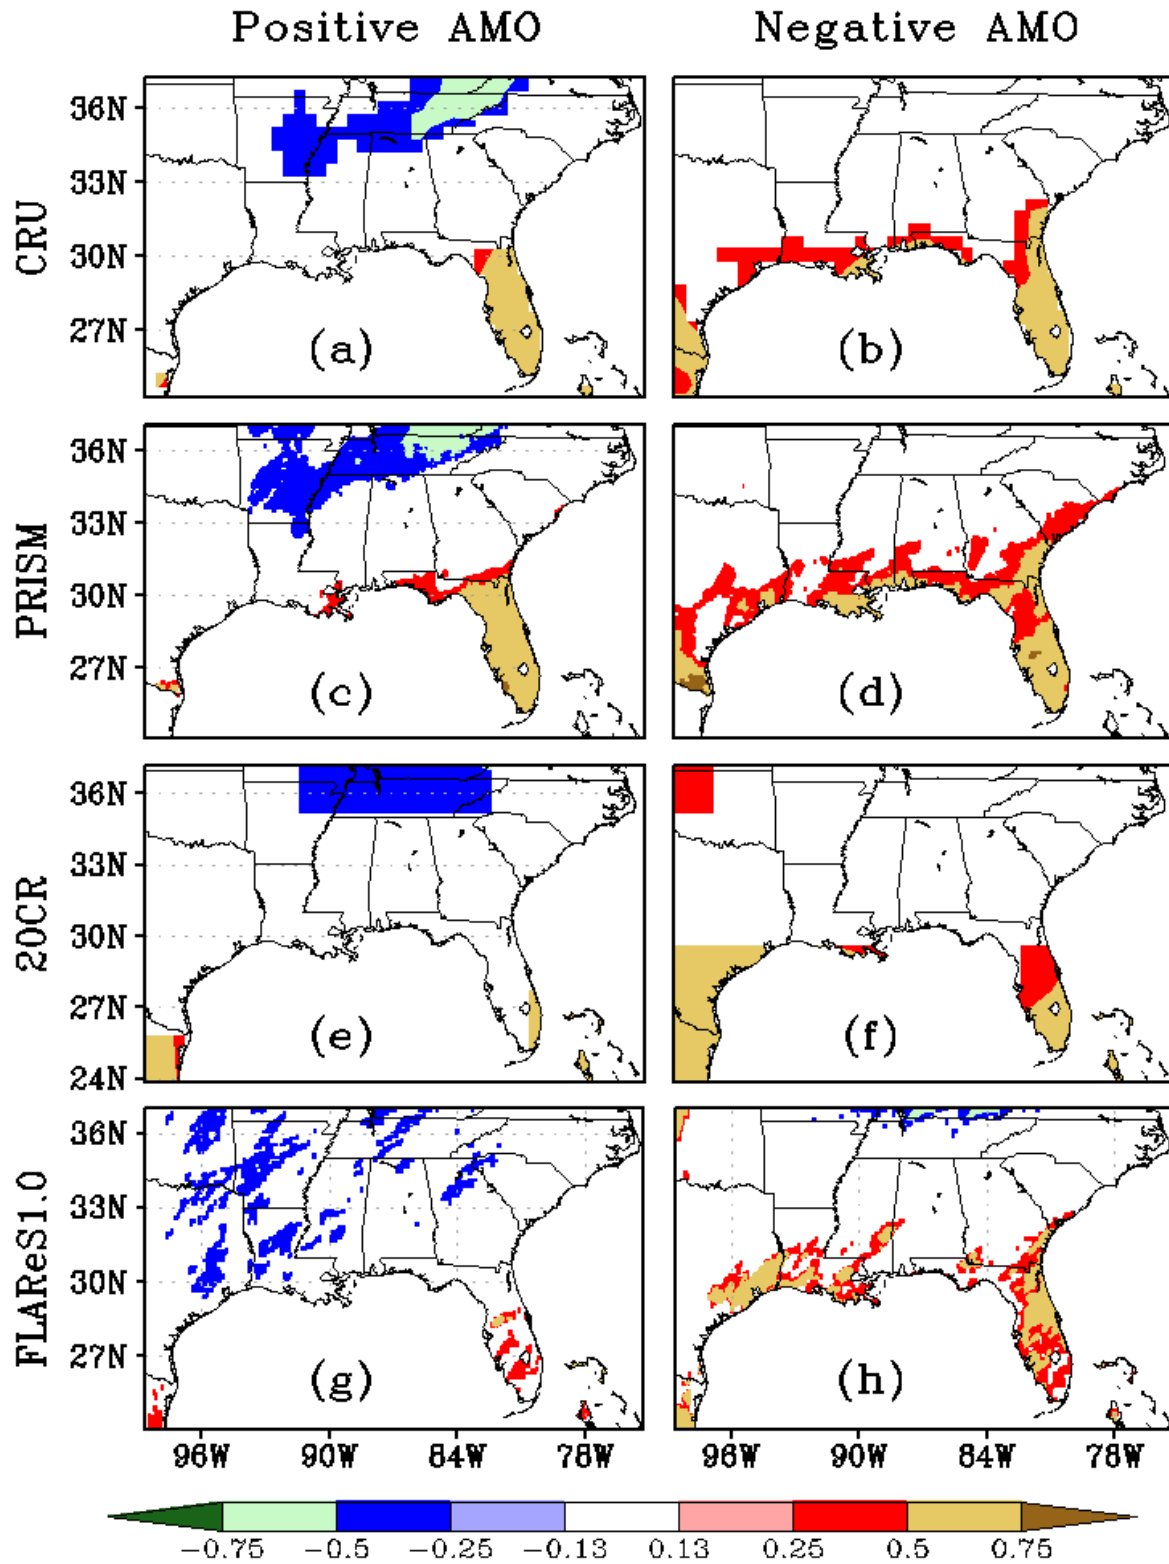 Positive AMO Negative AMO
CRU
36N
33N
30N
27N
(a) (b)
PRISM
36N
33N
30N
27N
(c) (d)
20CR
36N
33N
30N
27N
24N
(e) (f)
FLAReS1.0
36N
33N
30N
27N
(g) (h)
96W 90W 84W 78W 96W 90W 84W 78W
−0.75 −0.5 −0.25 −0.13 0.13 0.25 0.5 0.75